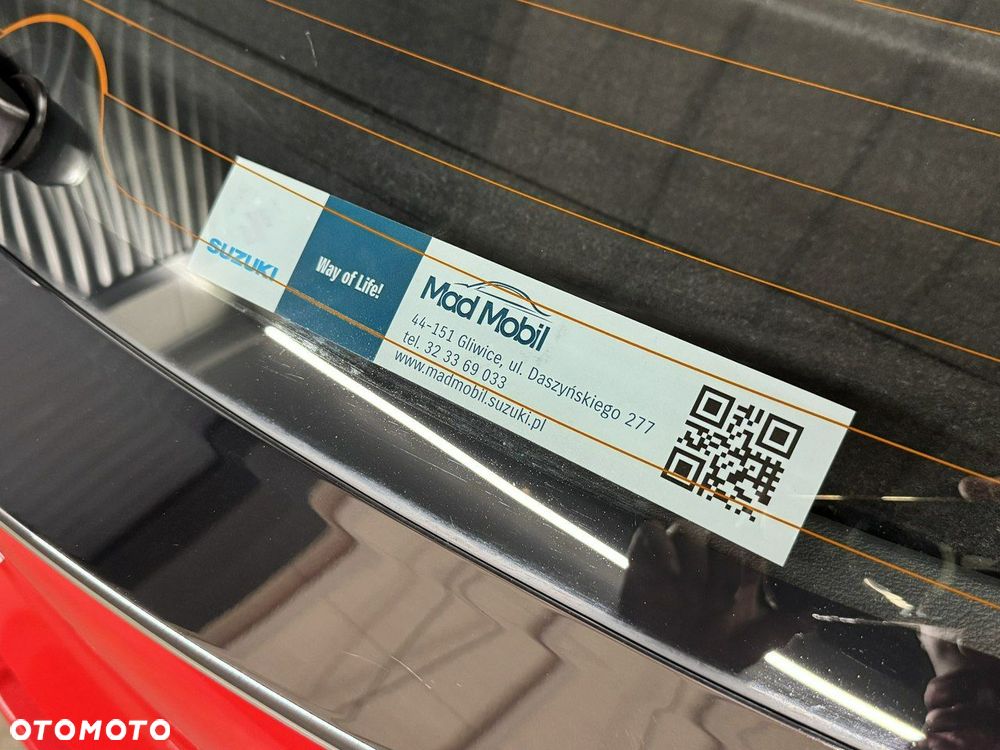 SUZUKI
Way of Life!
Mad Mobil
44-151 Gliwice, ul. Daszyńskiego 277
tel. 32 33 69 033
www.madmobil.suzuki.pl
OTOMOTO